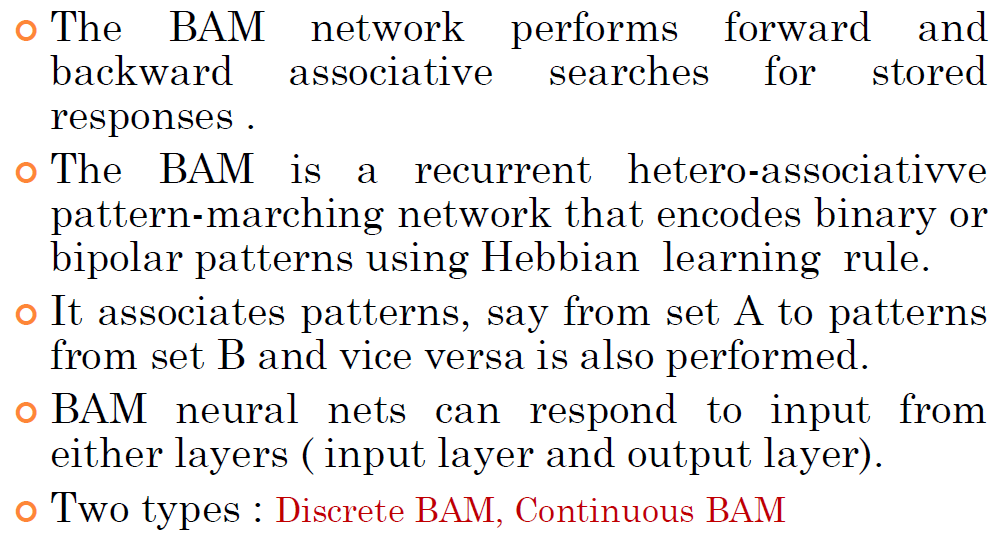 The BAM network performs forward and
backward associative searches for stored
responses .
The BAM is a recurrent hetero-associativve
pattern-marching network that encodes binary or
bipolar patterns using Hebbian learning rule.
It associates patterns, say from set A to patterns
from set B and vice versa is also performed.
BAM neural nets can respond to input from
either layers ( input layer and output layer).
Two types : Discrete BAM, Continuous BAM